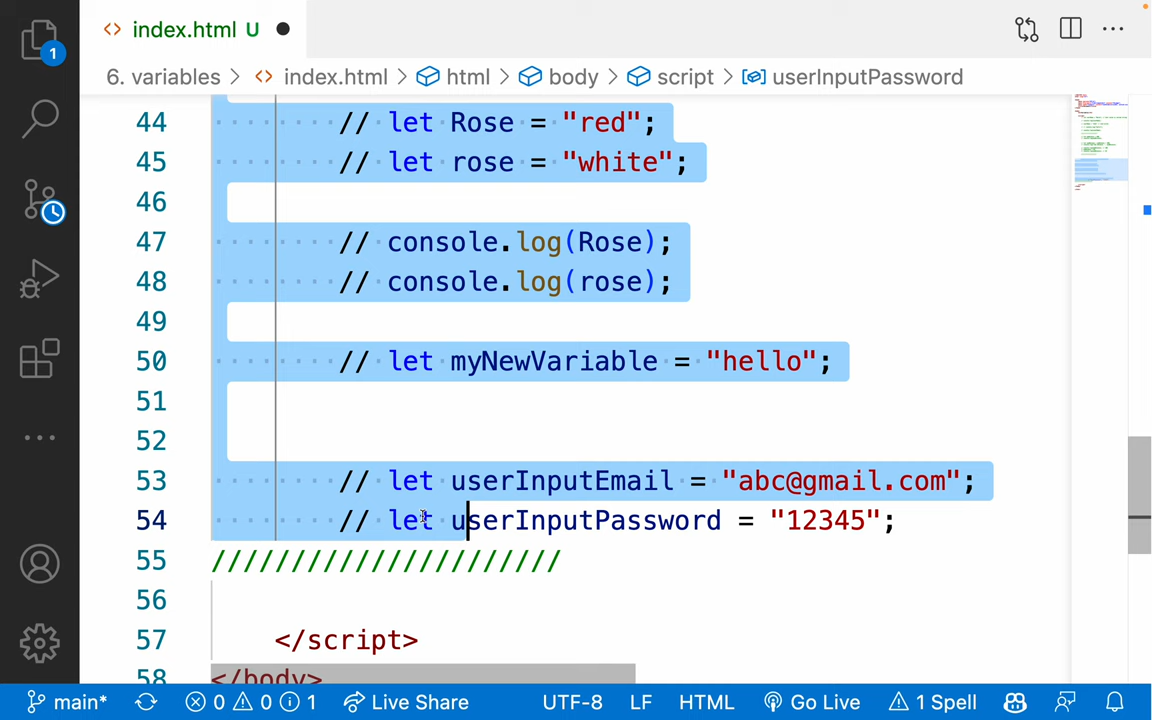 index.html U
6. variables > index.html > html > body > script > userInputPassword
1
44 // let Rose = "red";
45 // let rose = "white";
46
47 // console.log(Rose);
48 // console.log(rose);
49
50 // let myNewVariable = "hello";
51
52
53 // let userInputEmail = "abc@gmail.com";
54 // let userInputPassword = "12345";
55 //////////////////////
56
57 </script>
58 </body>
main* 0 0 1 Live Share UTF-8 LF HTML Go Live 1 Spell